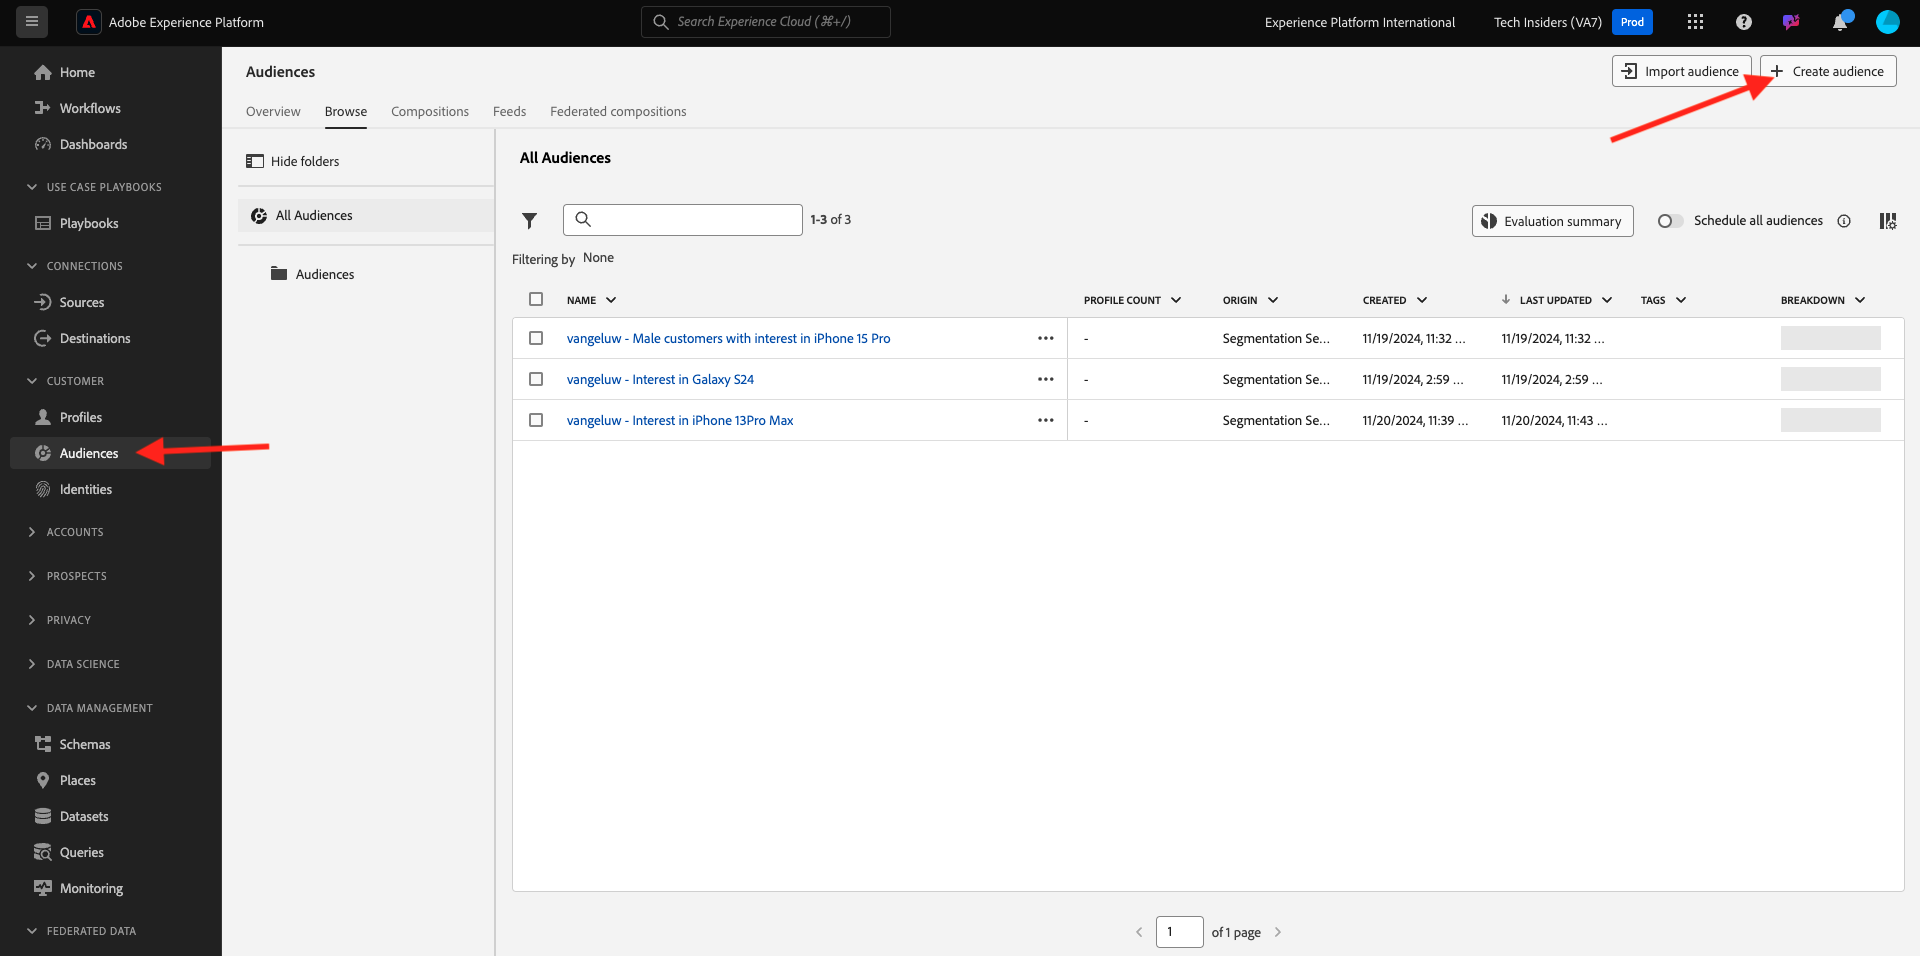 Adobe Experience Platform
Search Experience Cloud (⌘+/)
Experience Platform International
Tech Insiders (VA7)
Prod
Home
Workflows
Dashboards
USE CASE PLAYBOOKS
Playbooks
CONNECTIONS
Sources
Destinations
CUSTOMER
Profiles
Audiences
Identities
ACCOUNTS
PROSPECTS
PRIVACY
DATA SCIENCE
DATA MANAGEMENT
Schemas
Places
Datasets
Queries
Monitoring
FEDERATED DATA
Audiences
Import audience
Create audience
Overview Browse Compositions Feeds Federated compositions
Hide folders
All Audiences
Audiences
All Audiences
1-3 of 3
Evaluation summary
Schedule all audiences
Filtering by None
NAME PROFILE COUNT ORIGIN CREATED LAST UPDATED TAGS BREAKDOWN
vangeluw - Male customers with interest in iPhone 15 Pro ••• - Segmentation Se... 11/19/2024, 11:32 ... 11/19/2024, 11:32 ...
vangeluw - Interest in Galaxy S24 ••• - Segmentation Se... 11/19/2024, 2:59 ... 11/19/2024, 2:59 ...
vangeluw - Interest in iPhone 13Pro Max ••• - Segmentation Se... 11/20/2024, 11:39 ... 11/20/2024, 11:43 ...
1 of 1 page